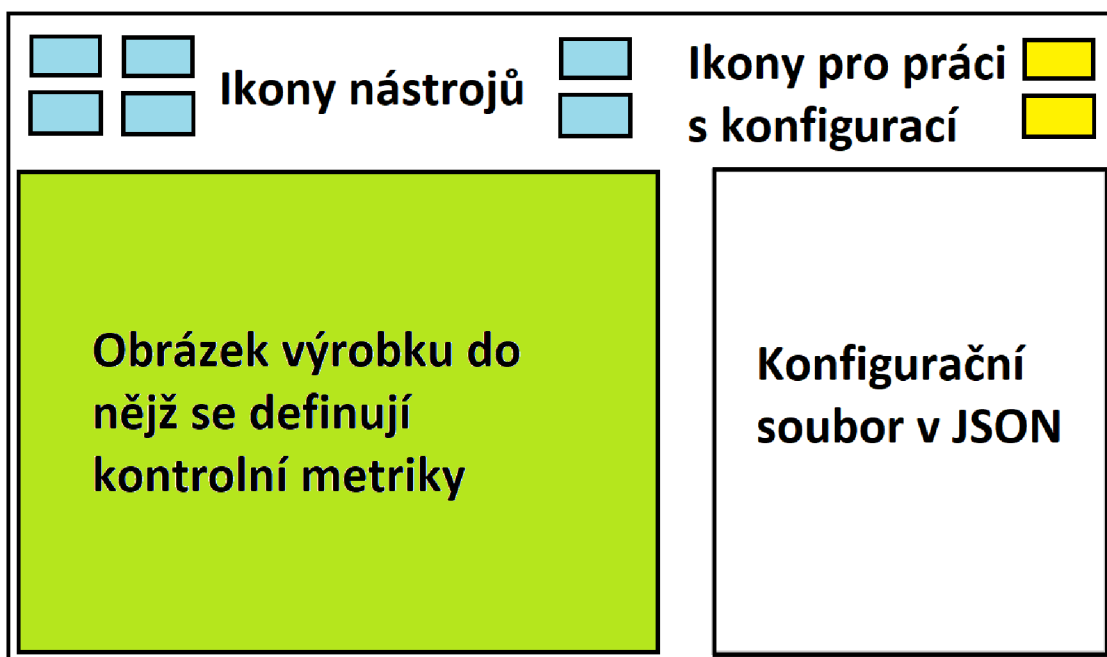 Ikony nástrojů
Ikony pro práci
s konfigurací
Obrázek výrobku do
nějž se definují
kontrolní metriky
Konfigurační
soubor v JSON